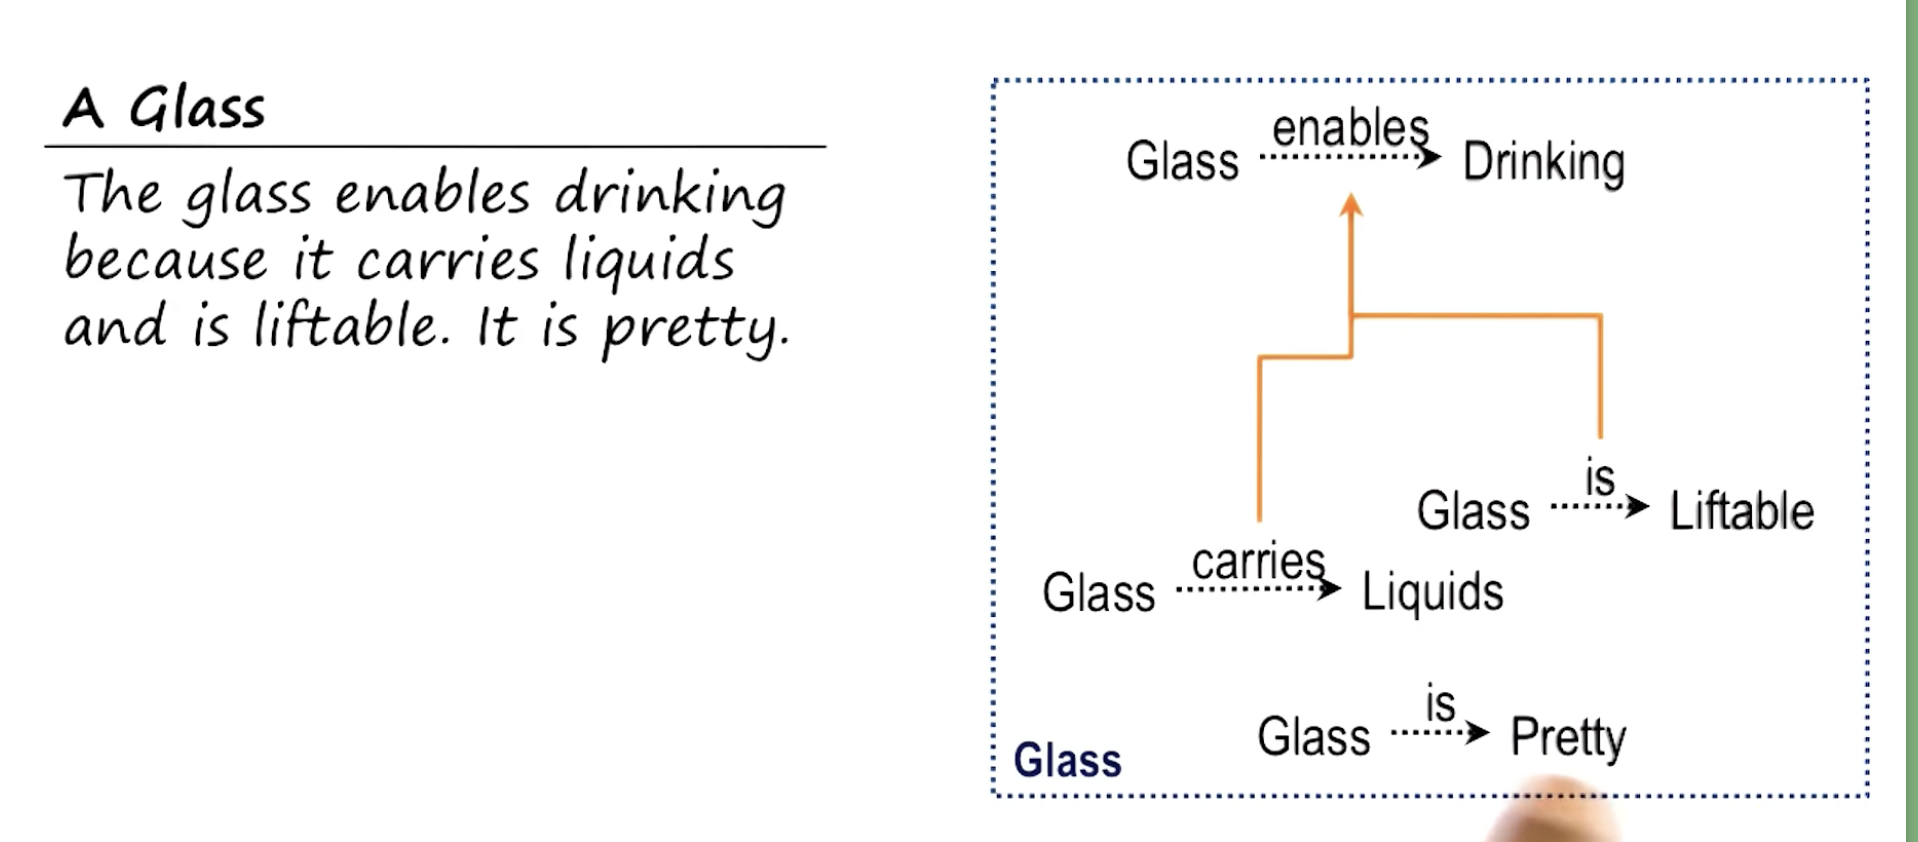 A Glass
The glass enables drinking
because it carries liquids
and is liftable. It is pretty.
enables
Glass Drinking
is
Glass Liftable
carries
Glass Liquids
is
Glass Pretty
Glass